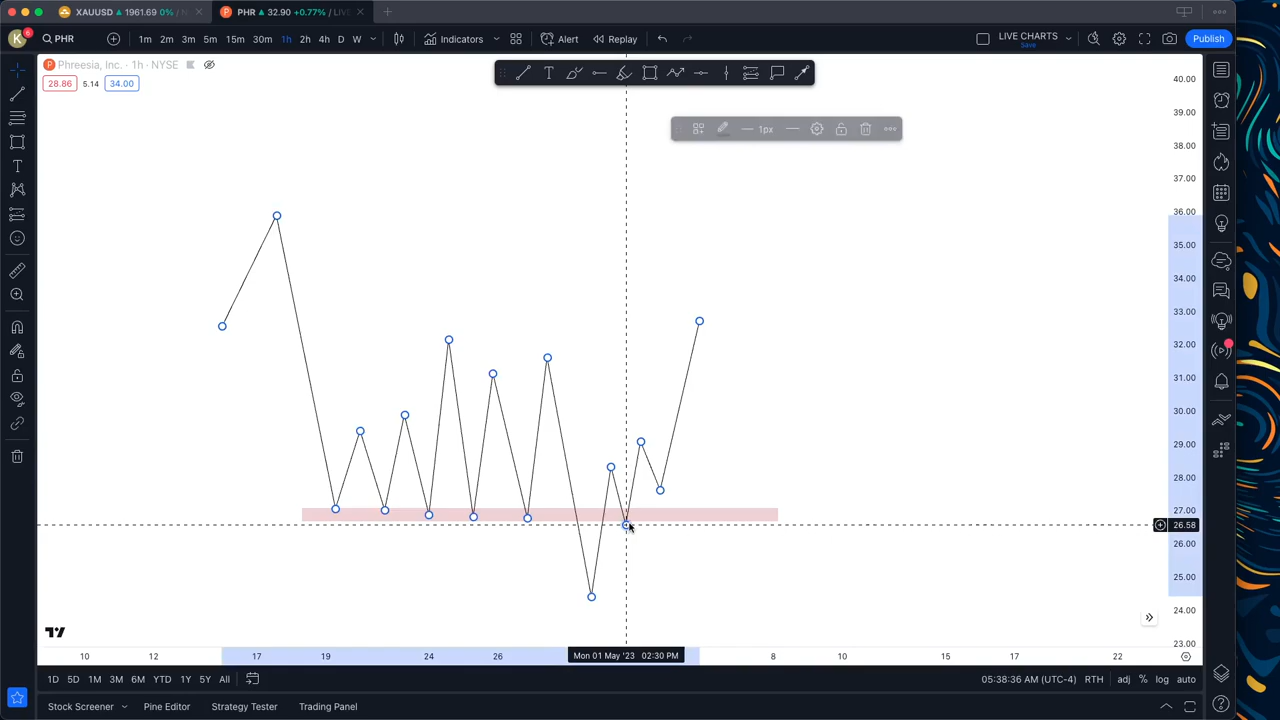 XAUUSD ▲ 1961.69 0% /
PHR ▲ 32.90 +0.77% / LIVE
K 6 PHR 1m 2m 3m 5m 15m 30m 1h 2h 4h D W Indicators Alert Replay LIVE CHARTS Save Publish
Phreesia, Inc. · 1h · NYSE
28.86 5.14 34.00
1px
40.00
39.00
38.00
37.00
36.00
35.00
34.00
33.00
32.00
31.00
30.00
29.00
28.00
27.00
26.58
26.00
25.00
24.00
23.00
10 12 17 19 24 26 Mon 01 May '23 02:30 PM 8 10 15 17 22
1D 5D 1M 3M 6M YTD 1Y 5Y All 05:38:36 AM (UTC-4) RTH adj % log auto
Stock Screener Pine Editor Strategy Tester Trading Panel